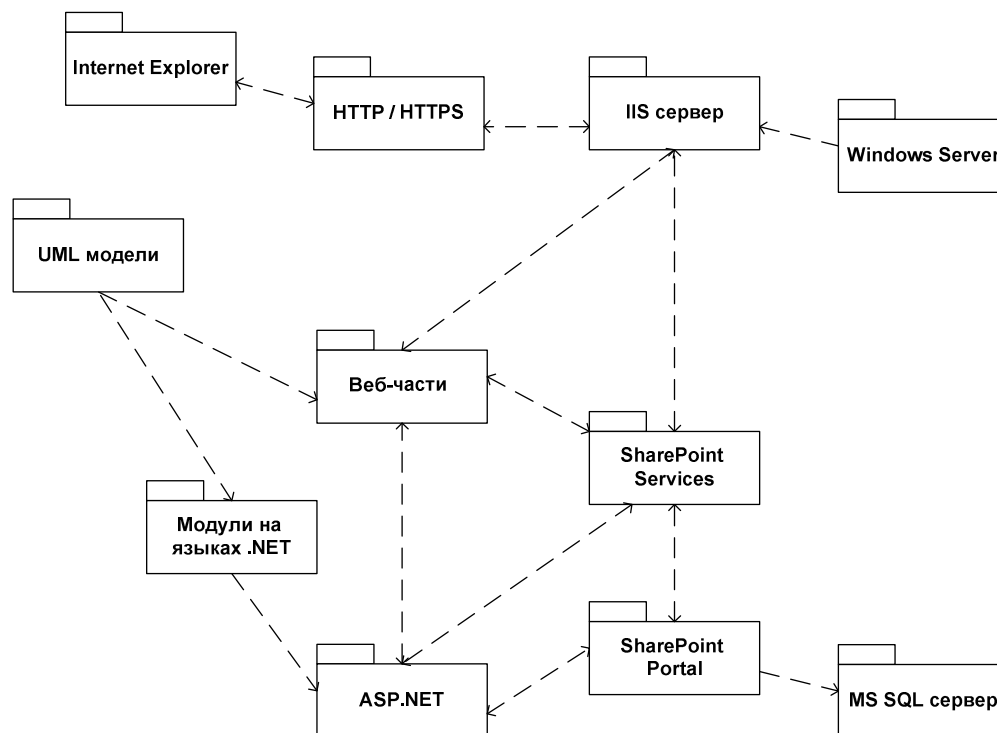 Internet Explorer
HTTP / HTTPS
IIS сервер
Windows Server
UML модели
Веб-части
SharePoint
Services
Модули на
языках .NET
SharePoint
Portal
ASP.NET
MS SQL сервер